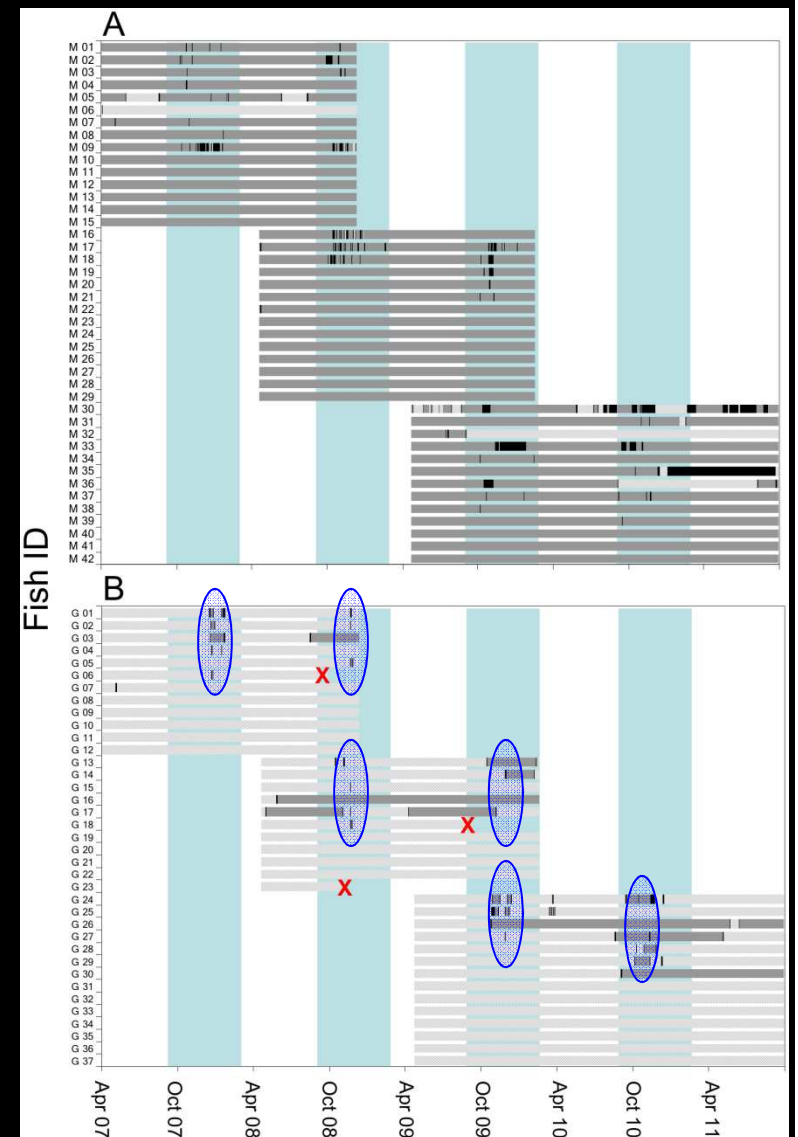 A
M 01
M 02
M 03
M 04
M 05
M 06
M 07
M 08
M 09
M 10
M 11
M 12
M 13
M 14
M 15
M 16
M 17
M 18
M 19
M 20
M 21
M 22
M 23
M 24
M 25
M 26
M 27
M 28
M 29
M 30
M 31
M 32
M 33
M 34
M 35
M 36
M 37
M 38
M 39
M 40
M 41
M 42
Fish ID
B
G 01
G 02
G 03
G 04
G 05
G 06
X
G 07
G 08
G 09
G 10
G 11
G 12
G 13
G 14
G 15
G 16
G 17
G 18
X
G 19
G 20
G 21
G 22
G 23
X
G 24
G 25
G 26
G 27
G 28
G 29
G 30
G 31
G 32
G 33
G 34
G 35
G 36
G 37
Apr 07
Oct 07
Apr 08
Oct 08
Apr 09
Oct 09
Apr 10
Oct 10
Apr 11